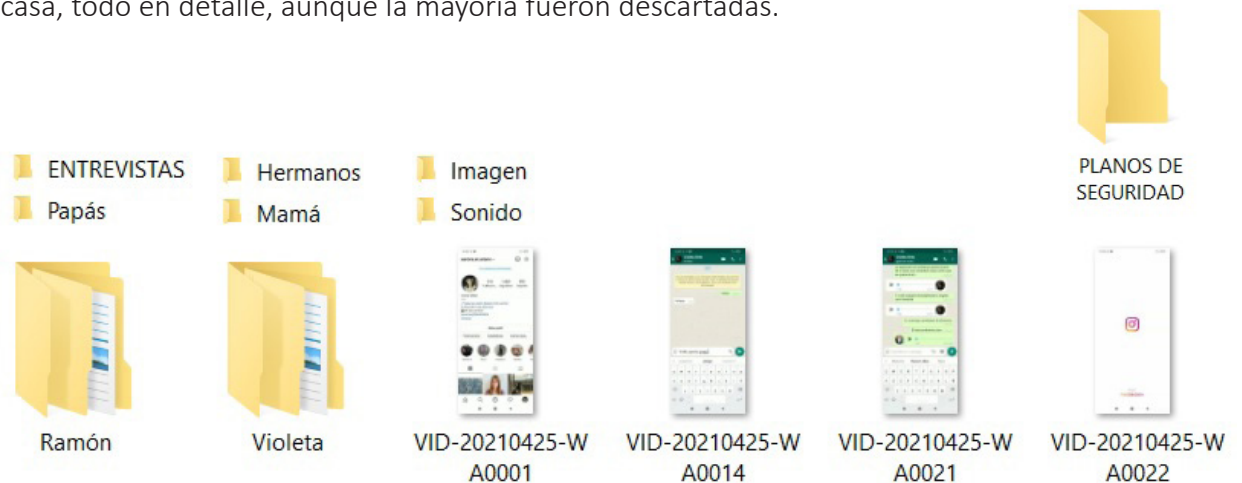 casa, todo en detalle, aunque la mayoría fueron descartadas.
ENTREVISTAS
Papás
Hermanos
Mamá
Imagen
Sonido
PLANOS DE
SEGURIDAD
Ramón
Violeta
VID-20210425-W
A0001
VID-20210425-W
A0014
VID-20210425-W
A0021
VID-20210425-W
A0022